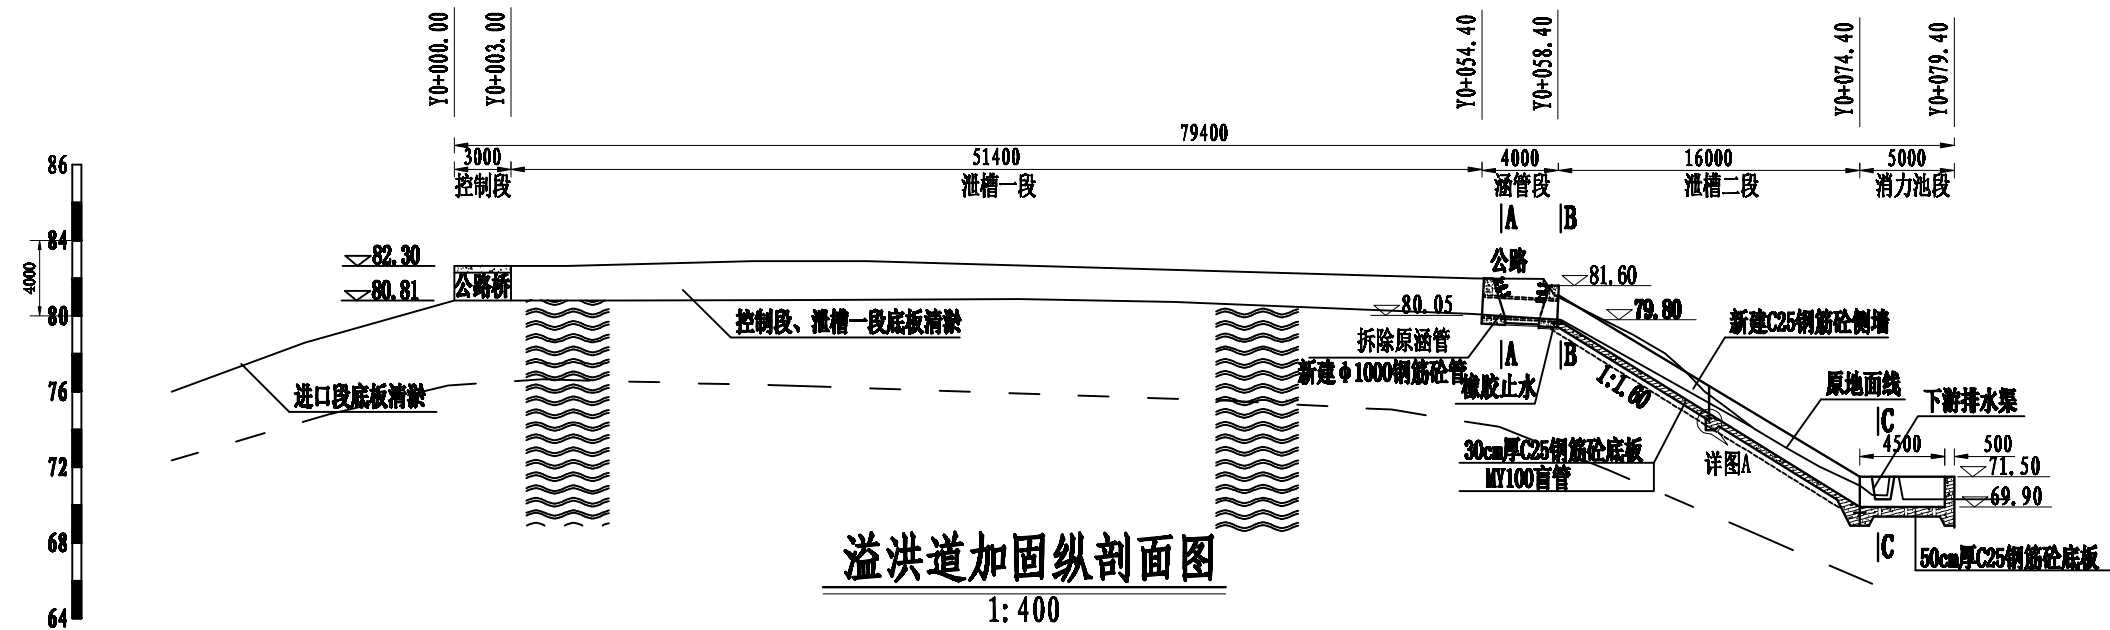 Y0+000.00
Y0+003.00
Y0+054.40
Y0+058.40
Y0+074.40
Y0+079.40
79400
3000
51400
4000
16000
5000
控制段
泄槽一段
涵管段
泄槽二段
消力池段
86
84
80
76
72
68
64
4000
A
B
82.30
80.81
公路桥
公路
81.60
80.05
79.80
控制段、泄槽一段底板清淤
拆除原涵管
新建ф1000钢筋砼管
A
B
橡胶止水
新建C25钢筋砼侧墙
1:1.60
原地面线
下游排水渠
进口段底板清淤
C
4500
500
30cm厚C25钢筋砼底板
MY100盲管
详图A
71.50
69.90
C
50cm厚C25钢筋砼底板
溢洪道加固纵剖面图
1:400